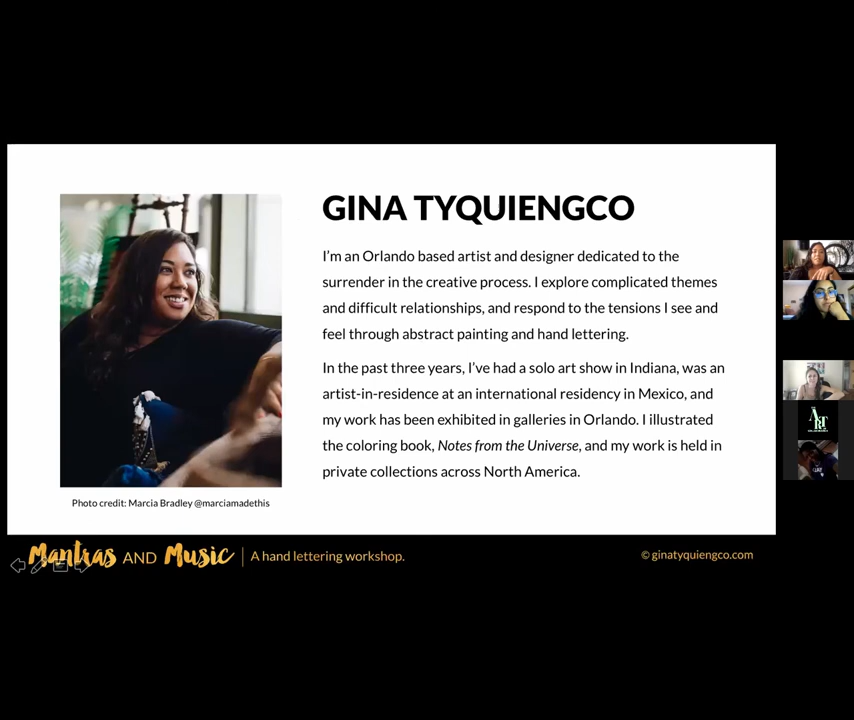 GINA TYQUIENGCO
I'm an Orlando based artist and designer dedicated to the
surrender in the creative process. I explore complicated themes
and difficult relationships, and respond to the tensions I see and
feel through abstract painting and hand lettering.
In the past three years, I've had a solo art show in Indiana, was an
artist-in-residence at an international residency in Mexico, and
my work has been exhibited in galleries in Orlando. I illustrated
the coloring book, Notes from the Universe, and my work is held in
private collections across North America.
Photo credit: Marcia Bradley @marciamadethis
Mantras AND Music | A hand lettering workshop.
© ginatyquiengco.com
ART